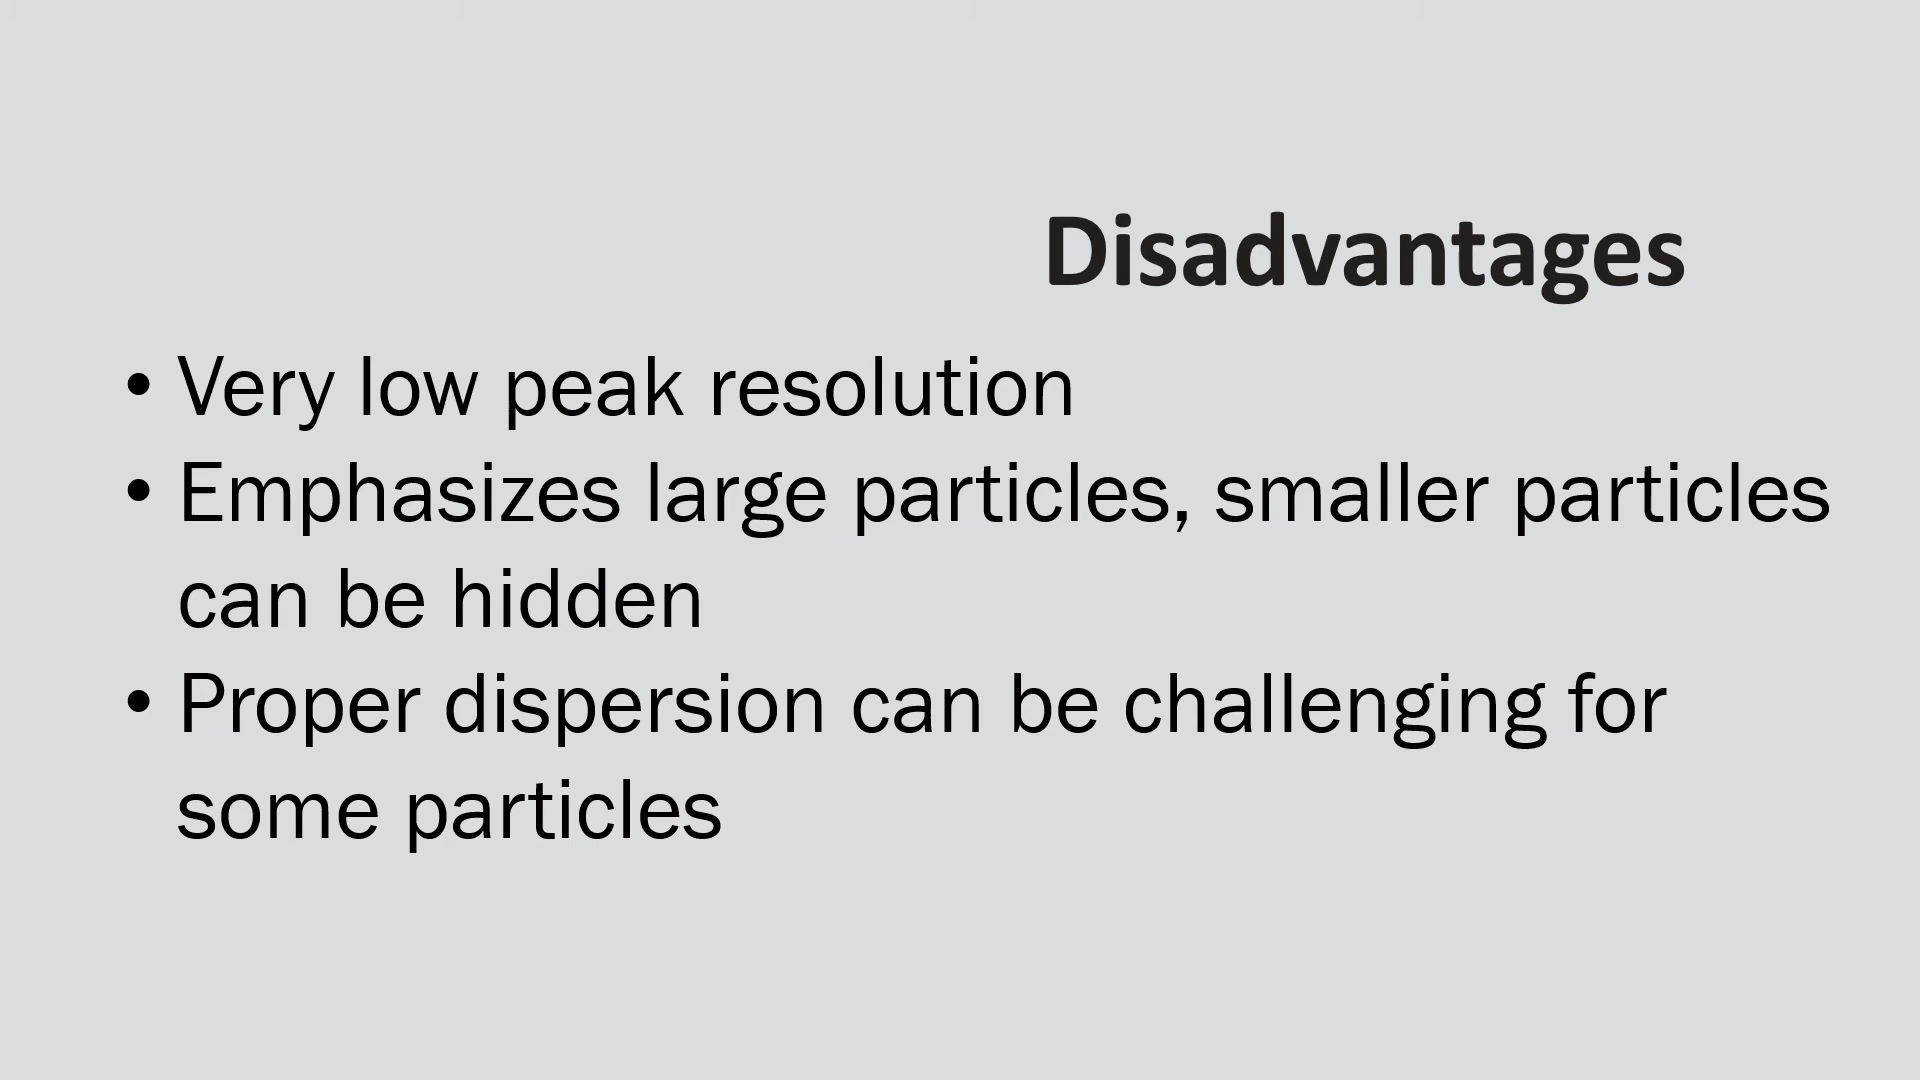 Disadvantages
• Very low peak resolution
• Emphasizes large particles, smaller particles
can be hidden
• Proper dispersion can be challenging for
some particles